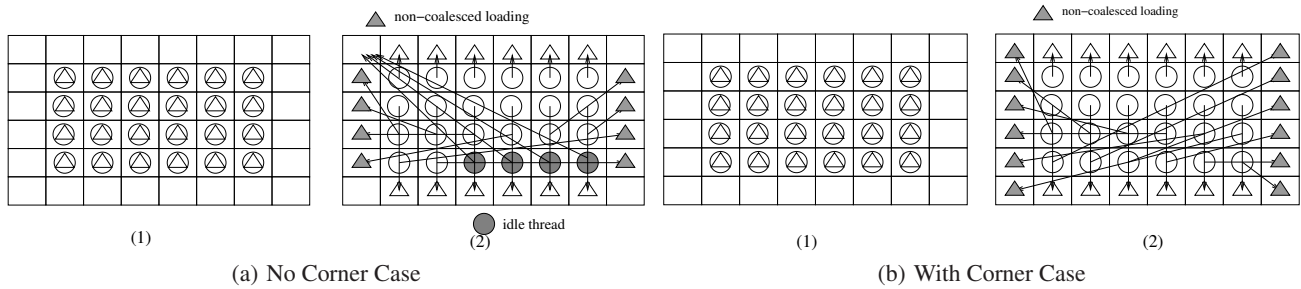 non−coalesced loading
non−coalesced loading
idle thread
(1)
(2)
(1)
(2)
(a) No Corner Case
(b) With Corner Case